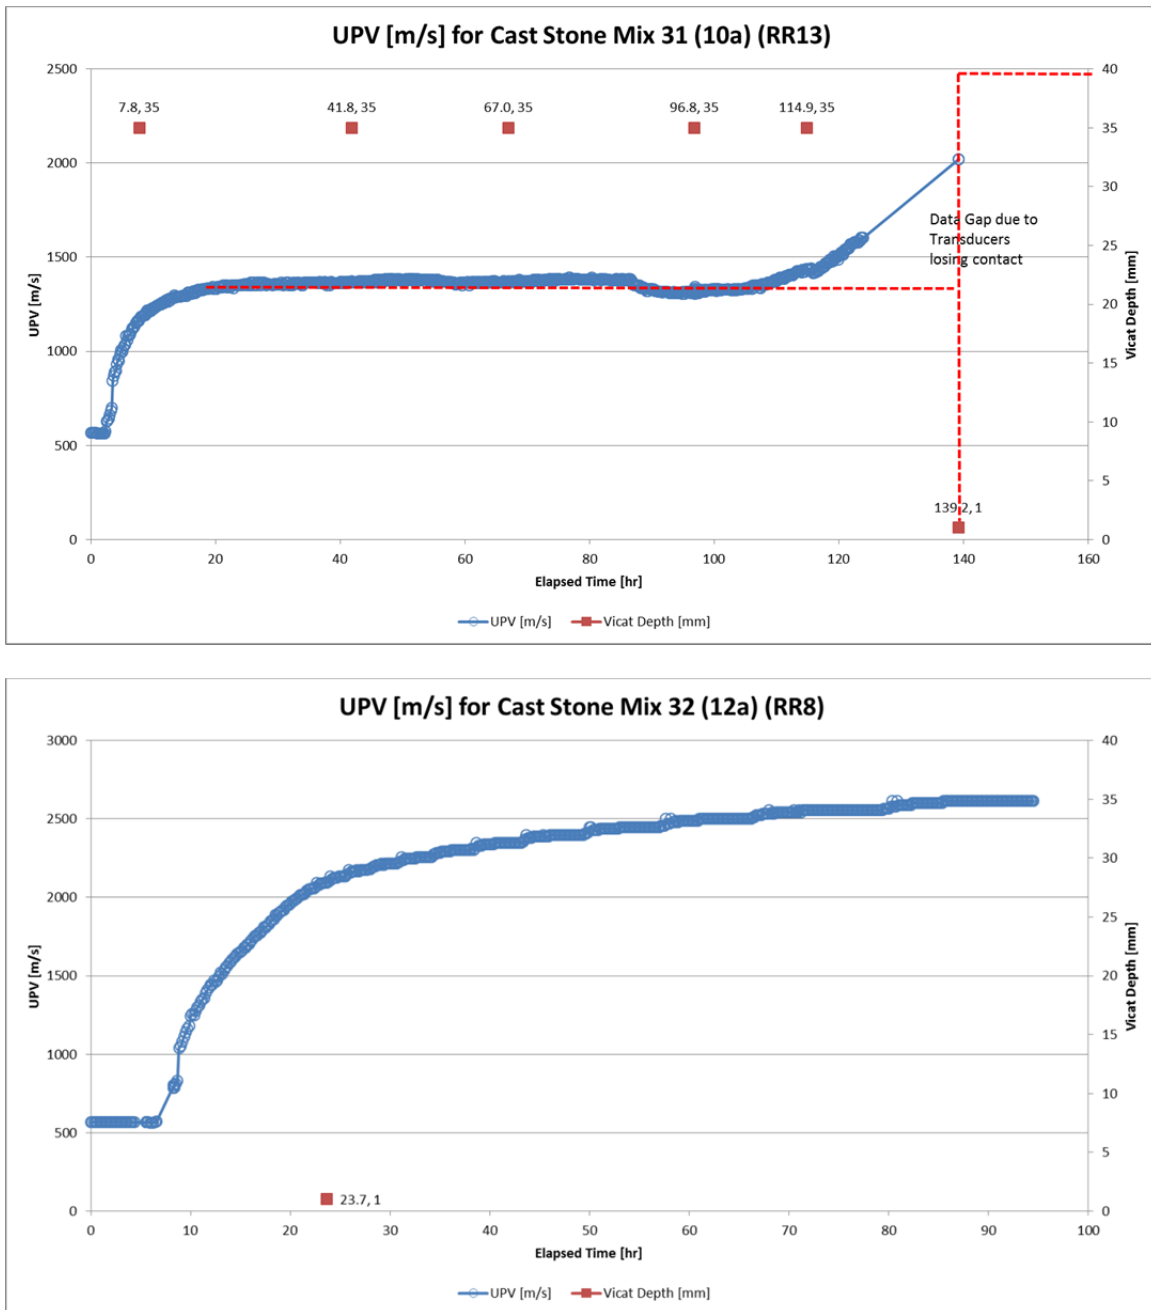 UPV [m/s] for Cast Stone Mix 31 (10a) (RR13)
2500
2000
1500
1000
500
0
UPV [m/s]
7.8, 35
41.8, 35
67.0, 35
96.8, 35
114.9, 35
Data Gap due to
Transducers
losing contact
139.2, 1
40
35
30
25
20
15
10
5
0
Vicat Depth [mm]
0 20 40 60 80 100 120 140 160
Elapsed Time [hr]
UPV [m/s] Vicat Depth [mm]
UPV [m/s] for Cast Stone Mix 32 (12a) (RR8)
3000
2500
2000
1500
1000
500
0
UPV [m/s]
23.7, 1
40
35
30
25
20
15
10
5
0
Vicat Depth [mm]
0 10 20 30 40 50 60 70 80 90 100
Elapsed Time [hr]
UPV [m/s] Vicat Depth [mm]